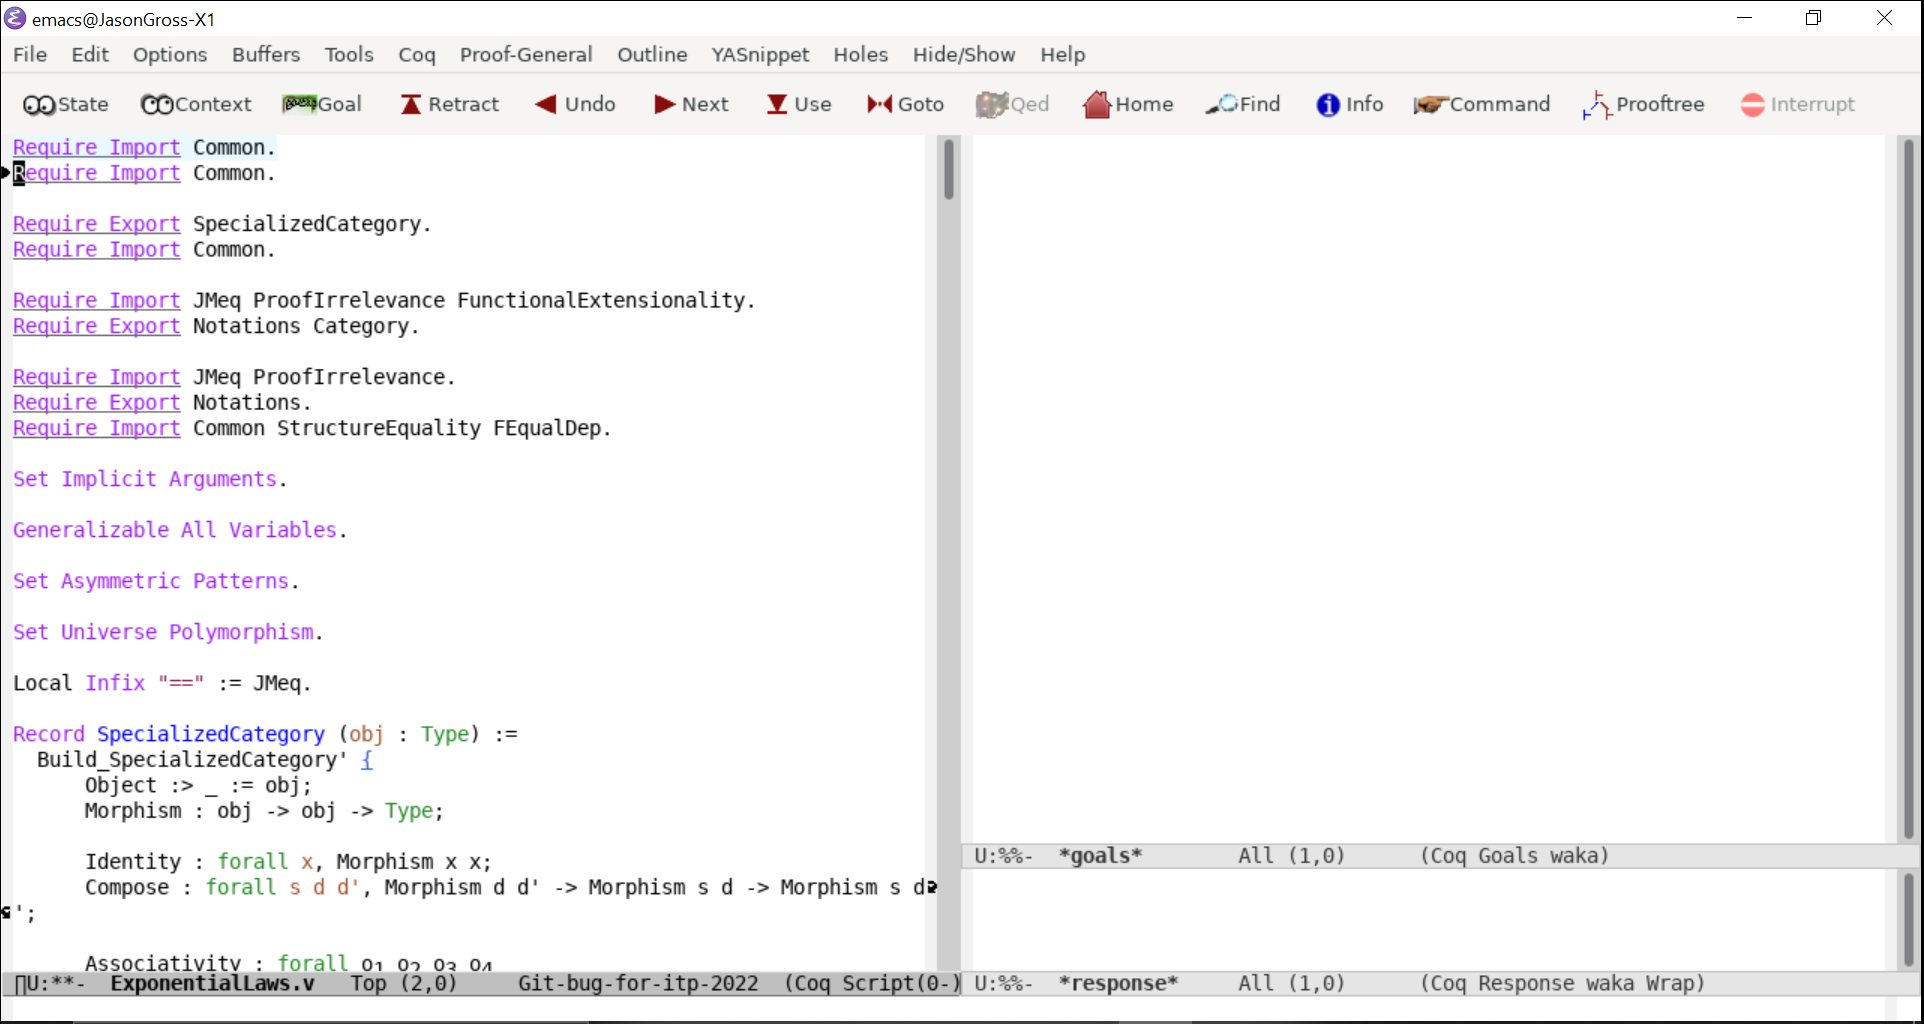 emacs@JasonGross-X1
File Edit Options Buffers Tools Coq Proof-General Outline YASnippet Holes Hide/Show Help
State Context Goal Retract Undo Next Use Goto Qed Home Find Info Command Prooftree Interrupt
Require Import Common.
Require Import Common.
Require Export SpecializedCategory.
Require Import Common.
Require Import JMeq ProofIrrelevance FunctionalExtensionality.
Require Export Notations Category.
Require Import JMeq ProofIrrelevance.
Require Export Notations.
Require Import Common StructureEquality FEqualDep.
Set Implicit Arguments.
Generalizable All Variables.
Set Asymmetric Patterns.
Set Universe Polymorphism.
Local Infix "==" := JMeq.
Record SpecializedCategory (obj : Type) :=
Build_SpecializedCategory' {
Object :> _ := obj;
Morphism : obj -> obj -> Type;
Identity : forall x, Morphism x x;
Compose : forall s d d', Morphism d d' -> Morphism s d -> Morphism s d
';
Associativity : forall o1 o2 o3 o4
U:**- ExponentialLaws.v Top (2,0) Git-bug-for-itp-2022 (Coq Script(0-)
U:%%- *goals* All (1,0) (Coq Goals waka)
U:%%- *response* All (1,0) (Coq Response waka Wrap)